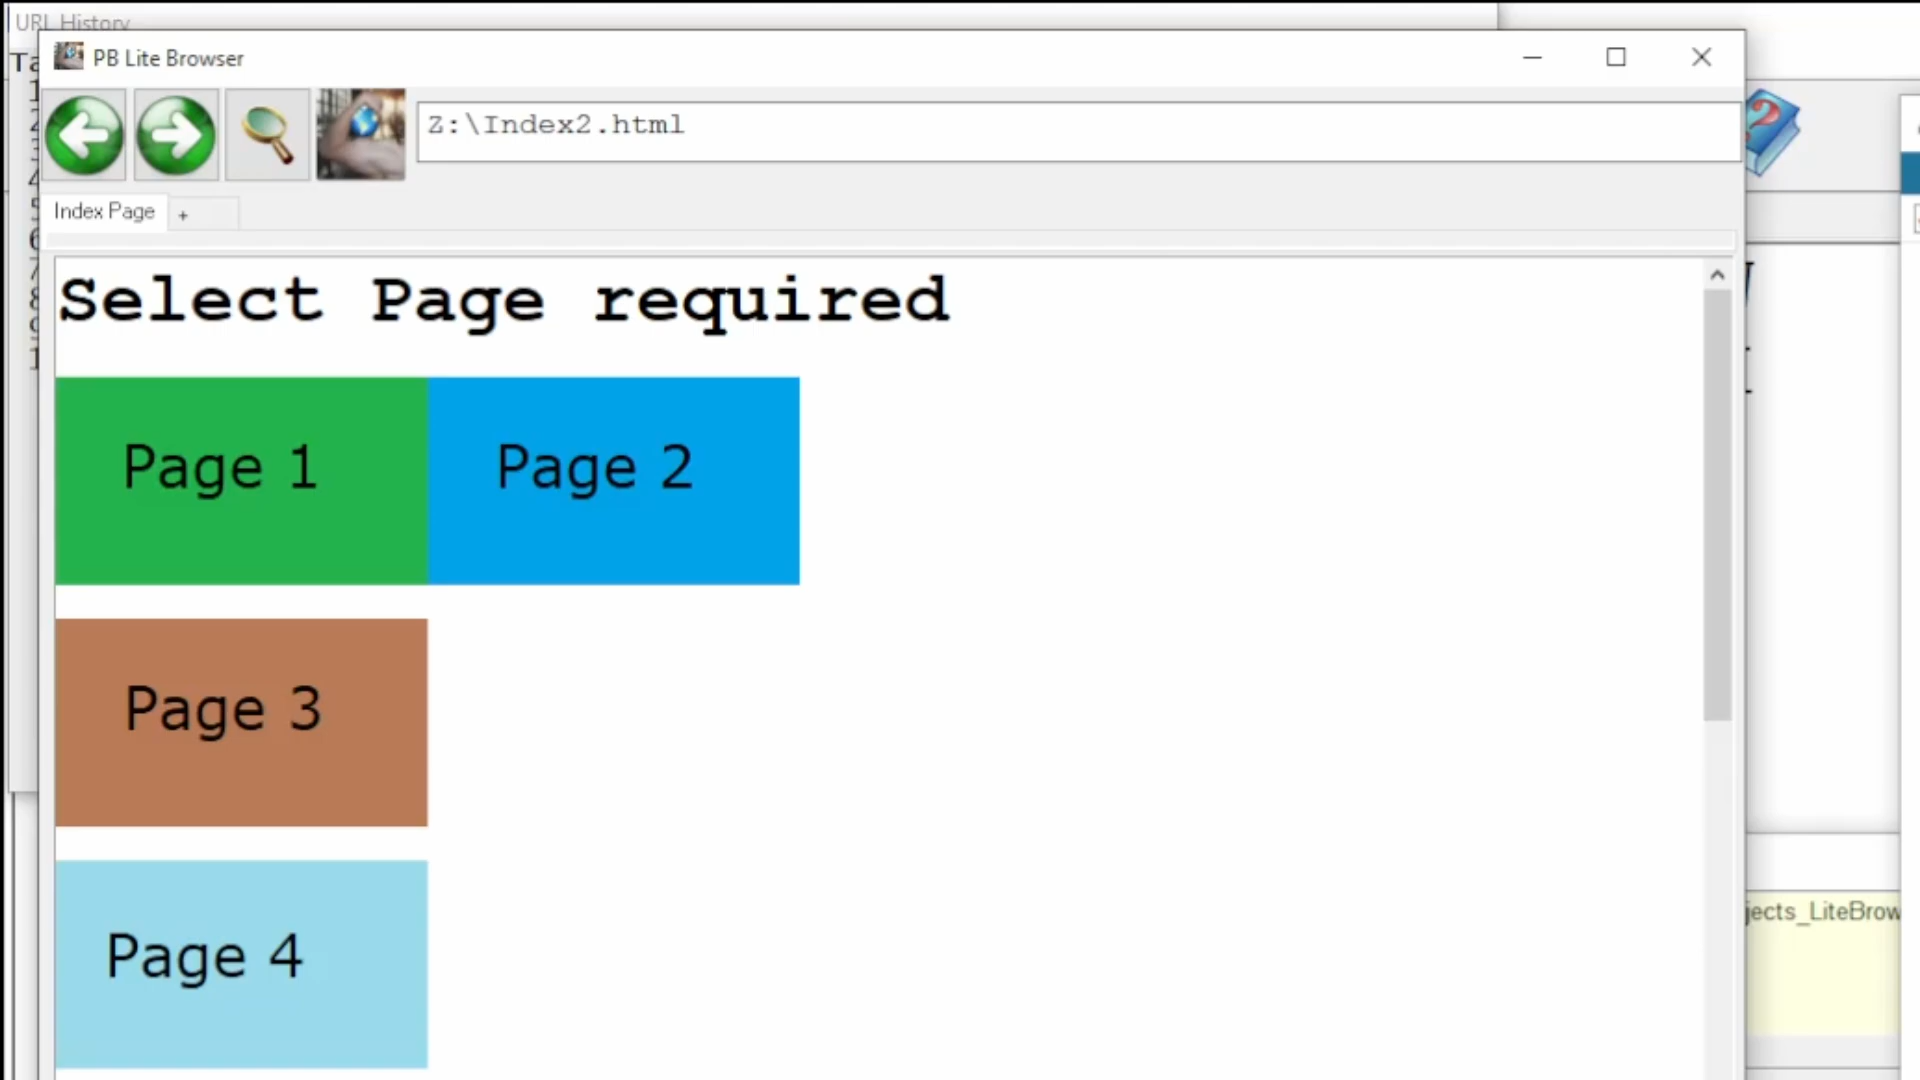 URL History
PB Lite Browser
Z:\Index2.html
Index Page +
Select Page required
Page 1 Page 2
Page 3
Page 4
jects_LiteBrow